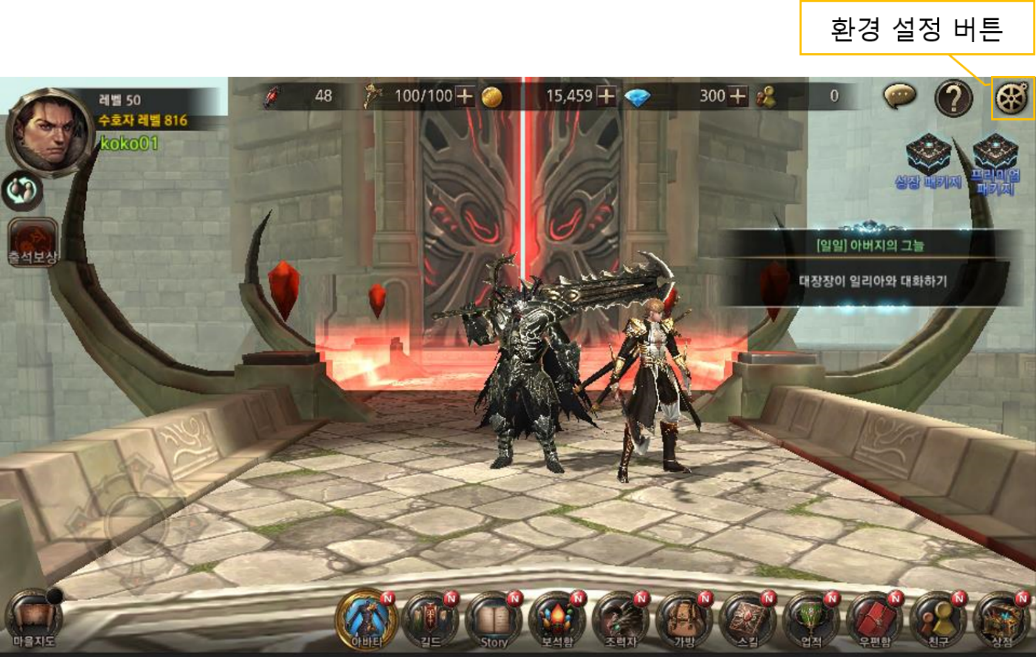 환경 설정 버튼
레벨 50
수호자 레벨 816
koko01
48
100/100
15,459
300
0
?
성장 패키지
프리미엄
패키지
출석보상
[일일] 아버지의 그늘
대장장이 일리아와 대화하기
마을지도
아바타
N
길드
N
Story
N
보석함
N
조력자
N
가방
N
스킬
N
업적
N
우편함
N
친구
N
상점
N